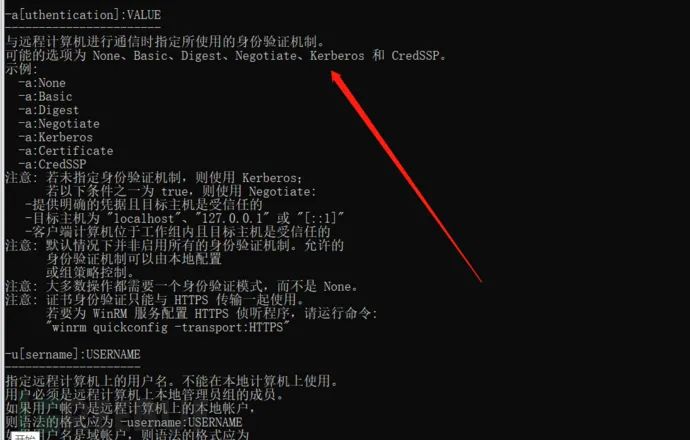 -a[uthentication]:VALUE
-----------------------
与远程计算机进行通信时指定所使用的身份验证机制。
可能的选项为 None、Basic、Digest、Negotiate、Kerberos 和 CredSSP。
示例:
-a:None
-a:Basic
-a:Digest
-a:Negotiate
-a:Kerberos
-a:Certificate
-a:CredSSP
注意: 若未指定身份验证机制，则使用 Kerberos;
若以下条件之一为 true，则使用 Negotiate:
-提供明确的凭据且目标主机是受信任的
-目标主机为 "localhost"、"127.0.0.1" 或 "[::1]"
-客户端计算机位于工作组内且目标主机是受信任的
注意: 默认情况下并非启用所有的身份验证机制。允许的
身份验证机制可以由本地配置
或组策略控制。
注意: 大多数操作都需要一个身份验证模式，而不是 None。
注意: 证书身份验证只能与 HTTPS 传输一起使用。
若要为 WinRM 服务配置 HTTPS 侦听程序，请运行命令:
"winrm quickconfig -transport:HTTPS"
-u[sername]:USERNAME
--------------------
指定远程计算机上的用户名。不能在本地计算机上使用。
用户必须是远程计算机上本地管理员组的成员。
如果用户帐户是远程计算机上的本地帐户，
则语法的格式应为 -username:USERNAME
用户名是域帐户，则语法的格式应为
开始